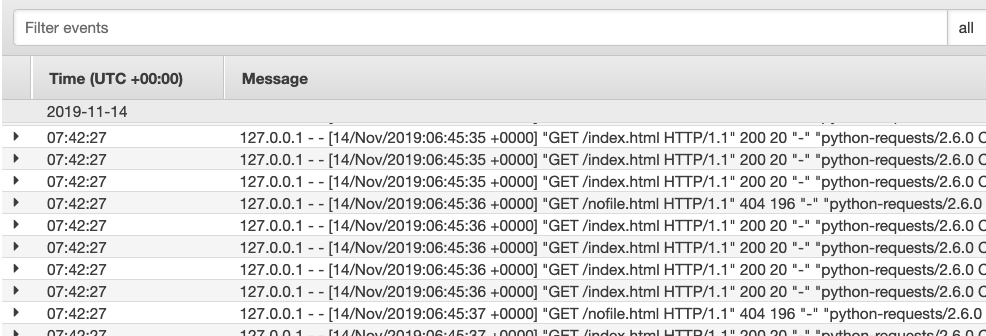 Filter events
all
Time (UTC +00:00) Message
2019-11-14
07:42:27 127.0.0.1 - - [14/Nov/2019:06:45:35 +0000] "GET /index.html HTTP/1.1" 200 20 "-" "python-requests/2.6.0 C
07:42:27 127.0.0.1 - - [14/Nov/2019:06:45:35 +0000] "GET /index.html HTTP/1.1" 200 20 "-" "python-requests/2.6.0 C
07:42:27 127.0.0.1 - - [14/Nov/2019:06:45:35 +0000] "GET /index.html HTTP/1.1" 200 20 "-" "python-requests/2.6.0 C
07:42:27 127.0.0.1 - - [14/Nov/2019:06:45:36 +0000] "GET /nofile.html HTTP/1.1" 404 196 "-" "python-requests/2.6.0
07:42:27 127.0.0.1 - - [14/Nov/2019:06:45:36 +0000] "GET /index.html HTTP/1.1" 200 20 "-" "python-requests/2.6.0 C
07:42:27 127.0.0.1 - - [14/Nov/2019:06:45:36 +0000] "GET /index.html HTTP/1.1" 200 20 "-" "python-requests/2.6.0 C
07:42:27 127.0.0.1 - - [14/Nov/2019:06:45:36 +0000] "GET /index.html HTTP/1.1" 200 20 "-" "python-requests/2.6.0 C
07:42:27 127.0.0.1 - - [14/Nov/2019:06:45:36 +0000] "GET /index.html HTTP/1.1" 200 20 "-" "python-requests/2.6.0 C
07:42:27 127.0.0.1 - - [14/Nov/2019:06:45:37 +0000] "GET /nofile.html HTTP/1.1" 404 196 "-" "python-requests/2.6.0
07:42:27 127.0.0.1 - - [14/Nov/2019:06:45:37 +0000] "GET /index.html HTTP/1.1" 200 20 "-" "python-requests/2.6.0 C